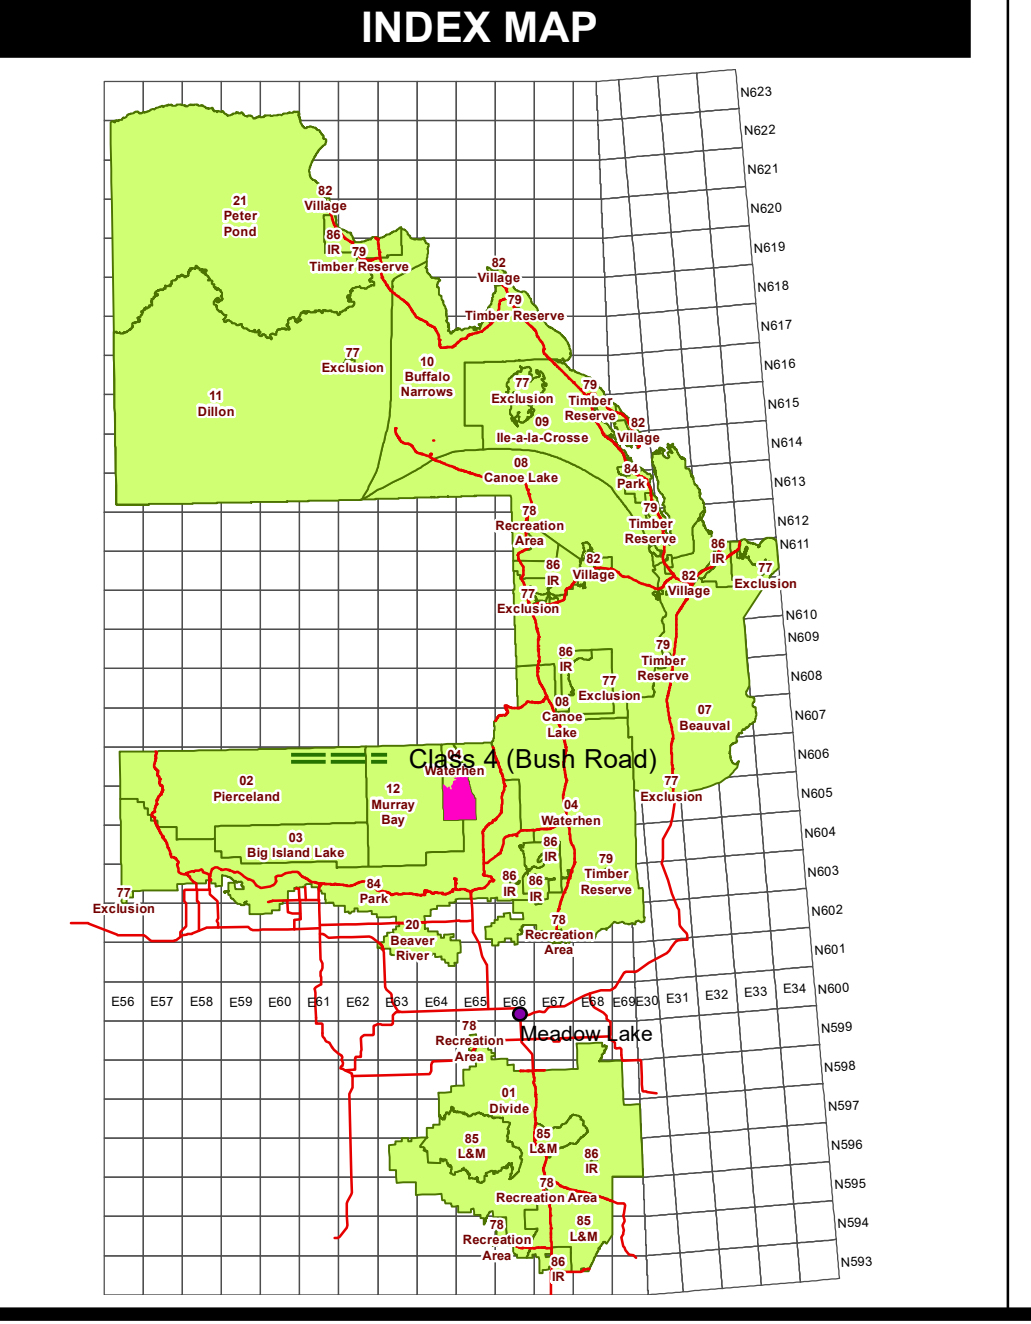 INDEX MAP
N623
N622
N621
N620
N619
N618
N617
N616
N615
N614
N613
N612
N611
N610
N609
N608
N607
N606
N605
N604
N603
N602
N601
N600
N599
N598
N597
N596
N595
N594
N593
21
Peter
Pond
82
Village
86
IR
79
Timber Reserve
82
Village
79
Timber Reserve
77
Exclusion
10
Buffalo
Narrows
11
Dillon
77
Exclusion
79
Timber
Reserve
09
Ile-a-la-Crosse
82
Village
08
Canoe Lake
84
Park
78
Recreation
Area
79
Timber
Reserve
86
IR
82
Village
86
IR
77
Exclusion
82
Village
77
Exclusion
86
IR
79
Timber
Reserve
77
Exclusion
08
Canoe
Lake
07
Beauval
04
Waterhen
Class 4 (Bush Road)
02
Pierceland
12
Murray
Bay
77
Exclusion
04
Waterhen
03
Big Island Lake
86
IR
79
Timber
Reserve
84
Park
86
IR
86
IR
77
Exclusion
20
Beaver
River
78
Recreation
Area
E56 E57 E58 E59 E60 E61 E62 E63 E64 E65 E66 E67 E68 E69 E30 E31 E32 E33 E34
Meadow Lake
78
Recreation
Area
01
Divide
85
L&M
85
L&M
86
IR
78
Recreation Area
78
Recreation
Area
85
L&M
86
IR